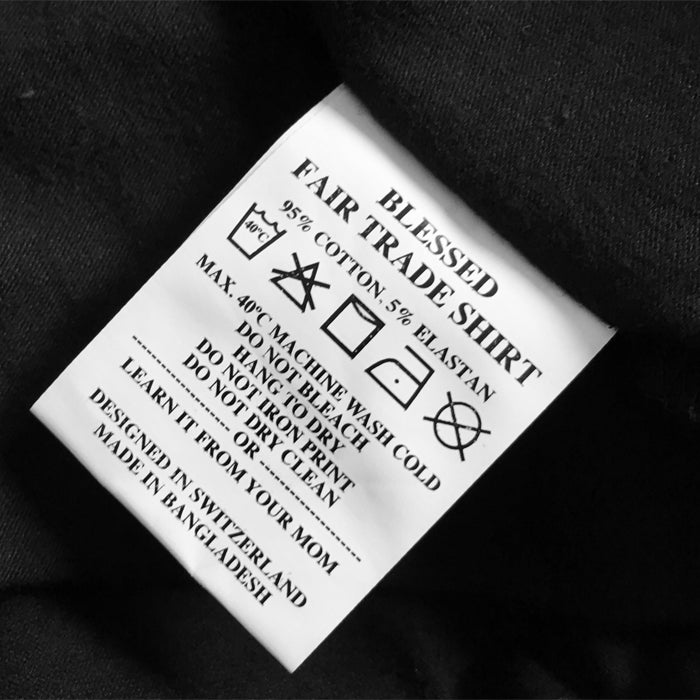 BLESSED
FAIR TRADE SHIRT
95% COTTON, 5% ELASTAN
40°C
MAX. 40°C MACHINE WASH COLD
DO NOT BLEACH
HANG TO DRY
DO NOT IRON PRINT
DO NOT DRY CLEAN
--------------- OR ---------------
LEARN IT FROM YOUR MOM
DESIGNED IN SWITZERLAND
MADE IN BANGLADESH